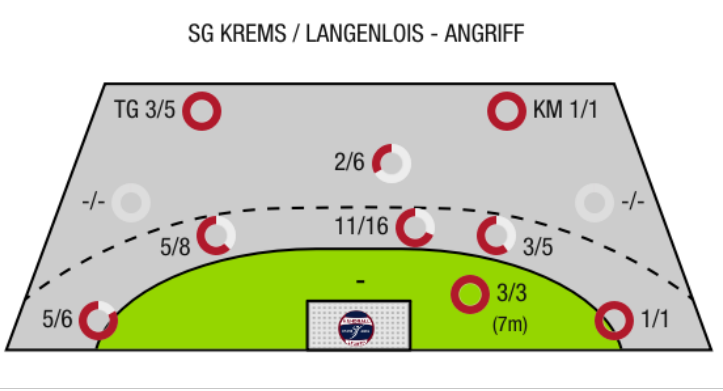 SG KREMS / LANGENLOIS - ANGRIFF
TG 3/5
KM 1/1
2/6
-/-
-/-
11/16
5/8
3/5
-
3/3
(7m)
5/6
1/1